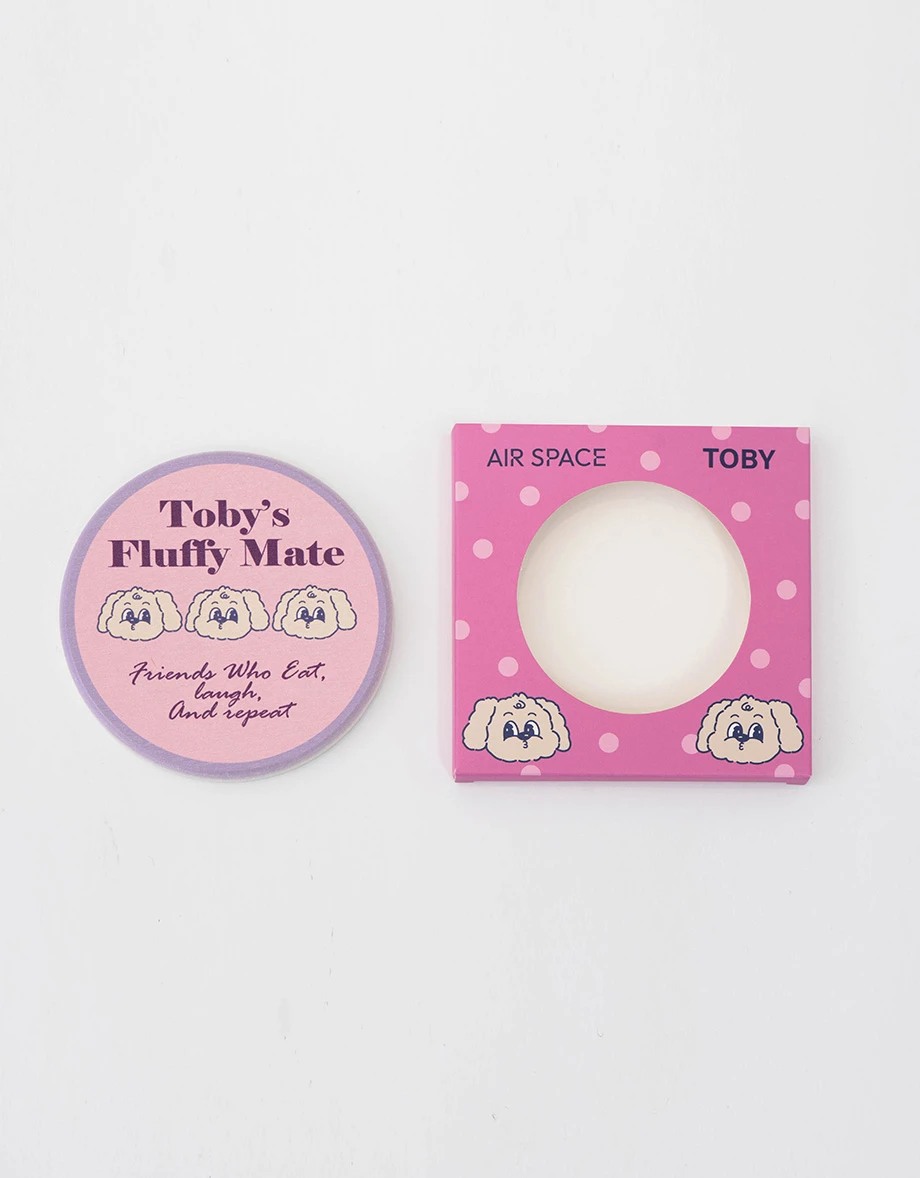 Toby's
Fluffy Mate
Friends Who Eat,
laugh,
And repeat
AIR SPACE
TOBY